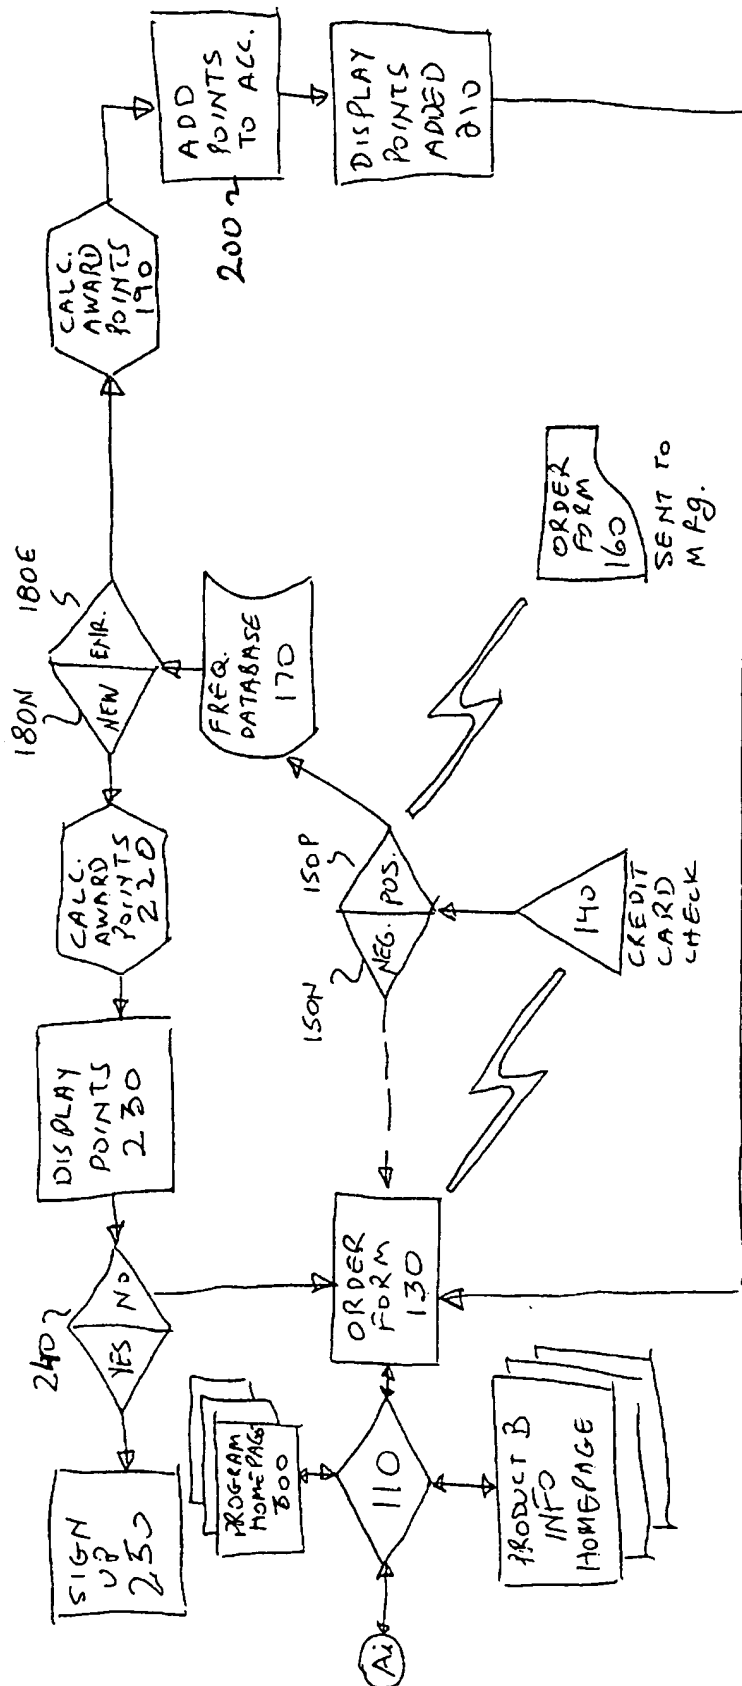 SIGN
UP
250
240
YES
NO
DISPLAY
POINTS
230
CALC.
AWARD
POINTS
220
180N
NEW
ENR.
180E
CALC.
AWARD
POINTS
190
ADD
POINTS
TO ACC.
200
DISPLAY
POINTS
ADDED
210
PROGRAM
HOMEPAGE
300
Ai
110
PRODUCT B
INFO
HOMEPAGE
ORDER
FORM
130
150N
NEG.
POS.
150P
FREQ.
DATABASE
170
140
CREDIT
CARD
CHECK
ORDER
FORM
160
SENT TO
Mfg.